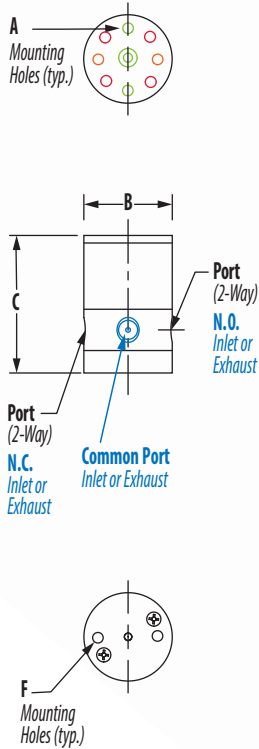 A
Mounting
Holes (typ.)
B
C
Port
(2-Way)
N.O.
Inlet or
Exhaust
Port
(2-Way)
N.C.
Inlet or
Exhaust
Common Port
Inlet or Exhaust
F
Mounting
Holes (typ.)